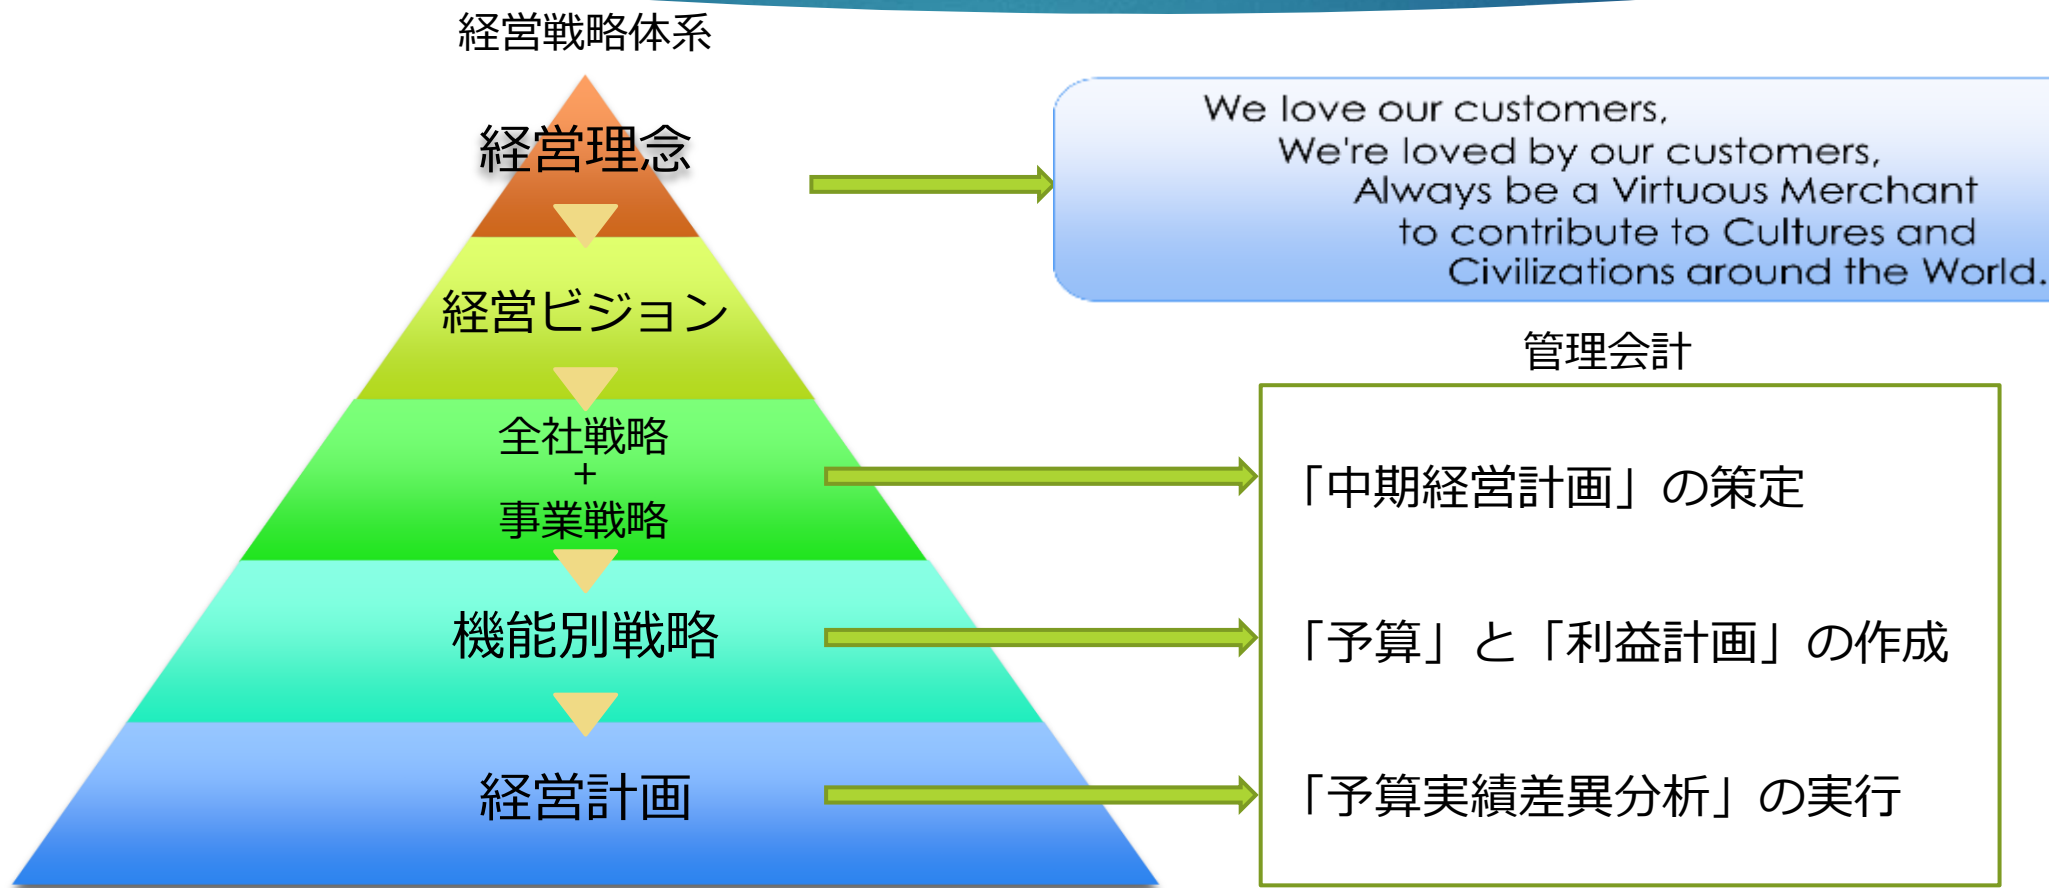 経営戦略体系
経営理念
経営ビジョン
全社戦略
+
事業戦略
機能別戦略
経営計画
We love our customers,
We're loved by our customers,
Always be a Virtuous Merchant
to contribute to Cultures and
Civilizations around the World.
管理会計
「中期経営計画」の策定
「予算」と「利益計画」の作成
「予算実績差異分析」の実行